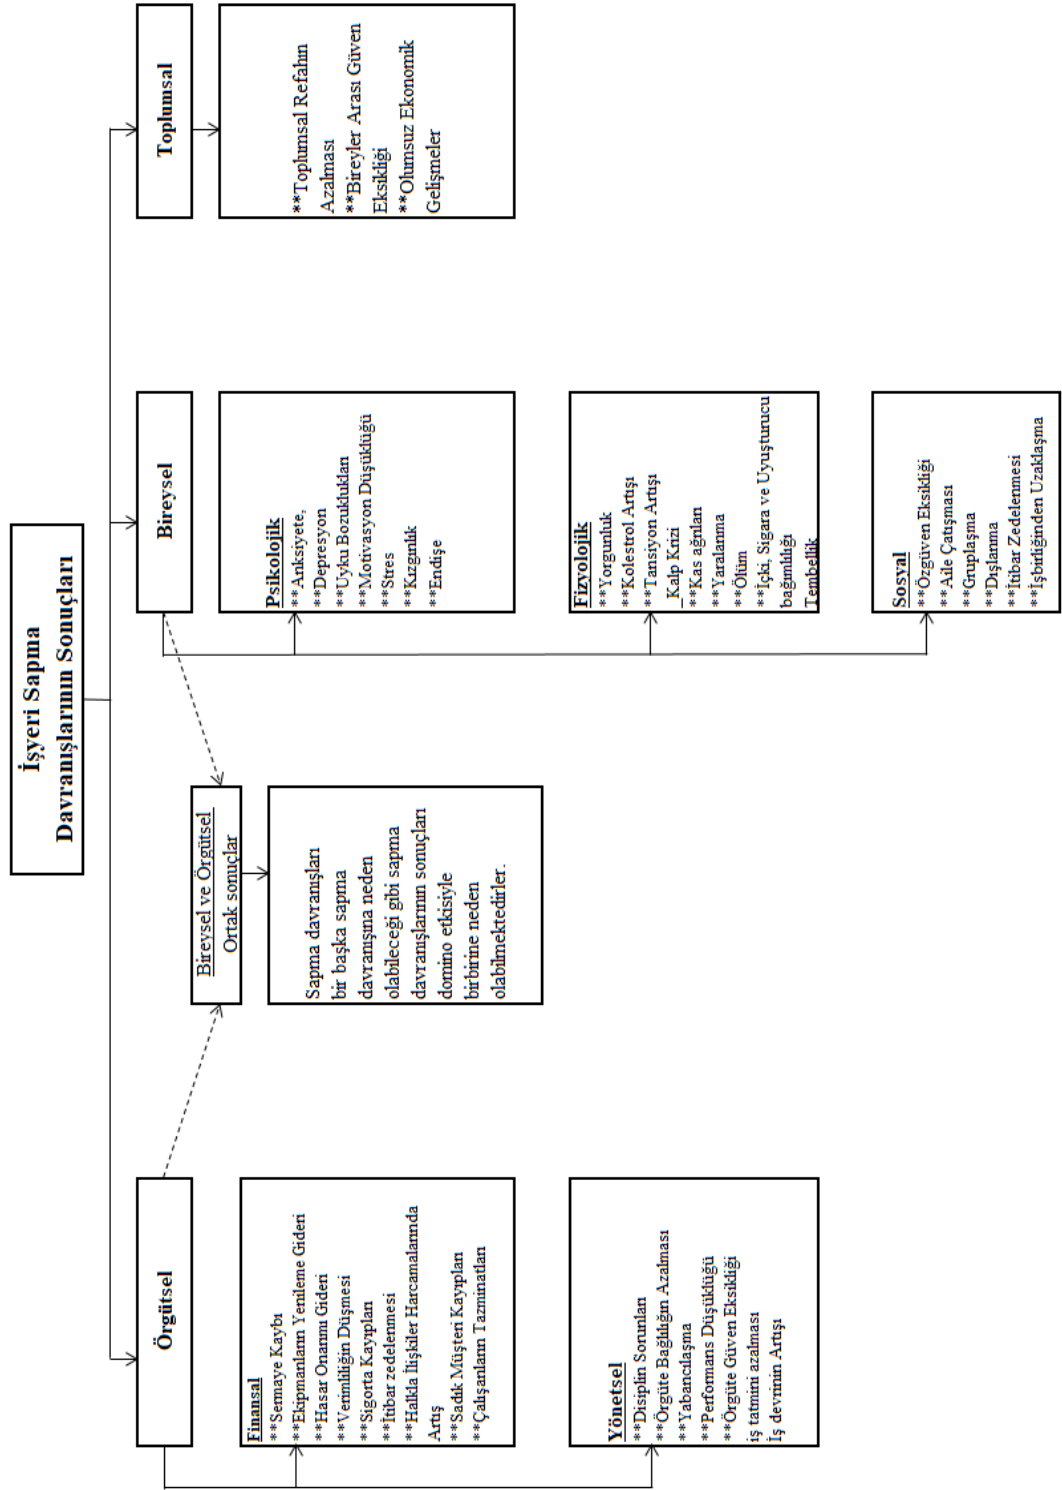 İşyeri Sapma
Davranışlarının Sonuçları
Örgütsel
Finansal
**Sermaye Kaybı
**Ekipmanların Yenileme Gideri
**Hasar Onarımı Gideri
**Verimliliğin Düşmesi
**Sigorta Kayıpları
**İtibar zedelenmesi
**Halkla İlişkiler Harcamalarında
Artış
**Sadık Müşteri Kayıpları
**Çalışanların Tazminatları
Yönetsel
**Disiplin Sorunları
**Örgüte Bağlılığın Azalması
**Yabancılaşma
**Performans Düşüklüğü
**Örgüte Güven Eksikliği
iş tatmini azalması
İş devrinin Artışı
Bireysel ve Örgütsel
Ortak sonuçlar
Sapma davranışları
bir başka sapma
davranışına neden
olabileceği gibi sapma
davranışlarının sonuçları
domino etkisiyle
birbirine neden
olabilmektedirler.
Bireysel
Psikolojik
**Anksiyete,
**Depresyon
**Uyku Bozuklukları
**Motivasyon Düşüklüğü
**Stres
**Kızgınlık
**Endişe
Fizyolojik
**Yorgunluk
**Kolestrol Artışı
**Tansiyon Artışı
Kalp Krizi
**Kas ağrıları
**Yaralanma
**Ölüm
**İçki, Sigara ve Uyuşturucu
bağımlılığı
Tembellik
Sosyal
**Özgüven Eksikliği
**Aile Çatışması
**Gruplaşma
**Dışlanma
**İtibar Zedelenmesi
**İşbirliğinden Uzaklaşma
Toplumsal
**Toplumsal Refahın
Azalması
**Bireyler Arası Güven
Eksikliği
**Olumsuz Ekonomik
Gelişmeler